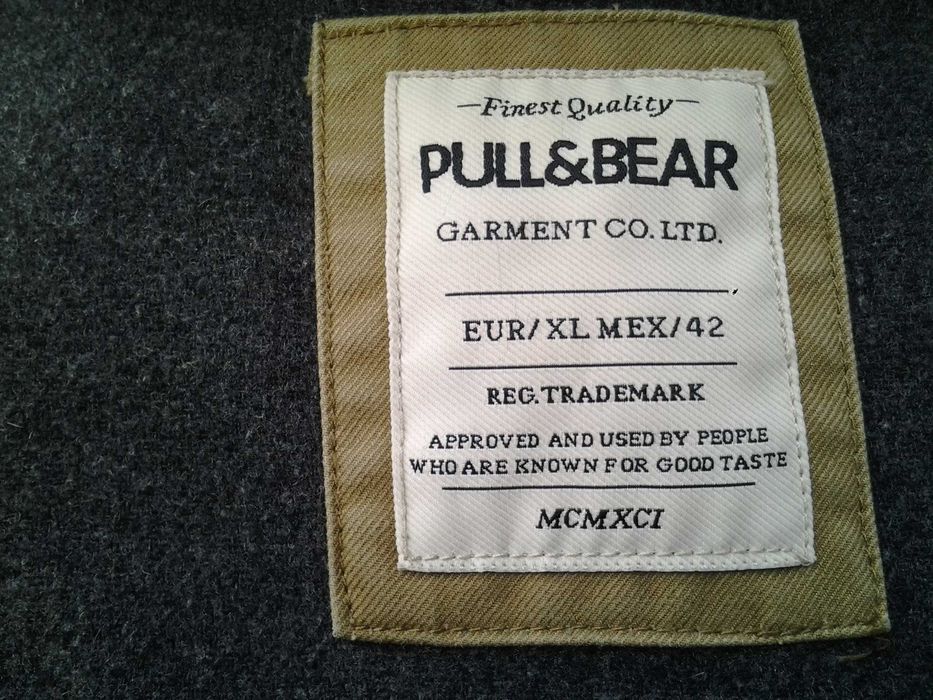 Finest Quality
PULL&BEAR
GARMENT CO. LTD.
EUR/ XL MEX/ 42
REG. TRADEMARK
APPROVED AND USED BY PEOPLE
WHO ARE KNOWN FOR GOOD TASTE
MCMXCI